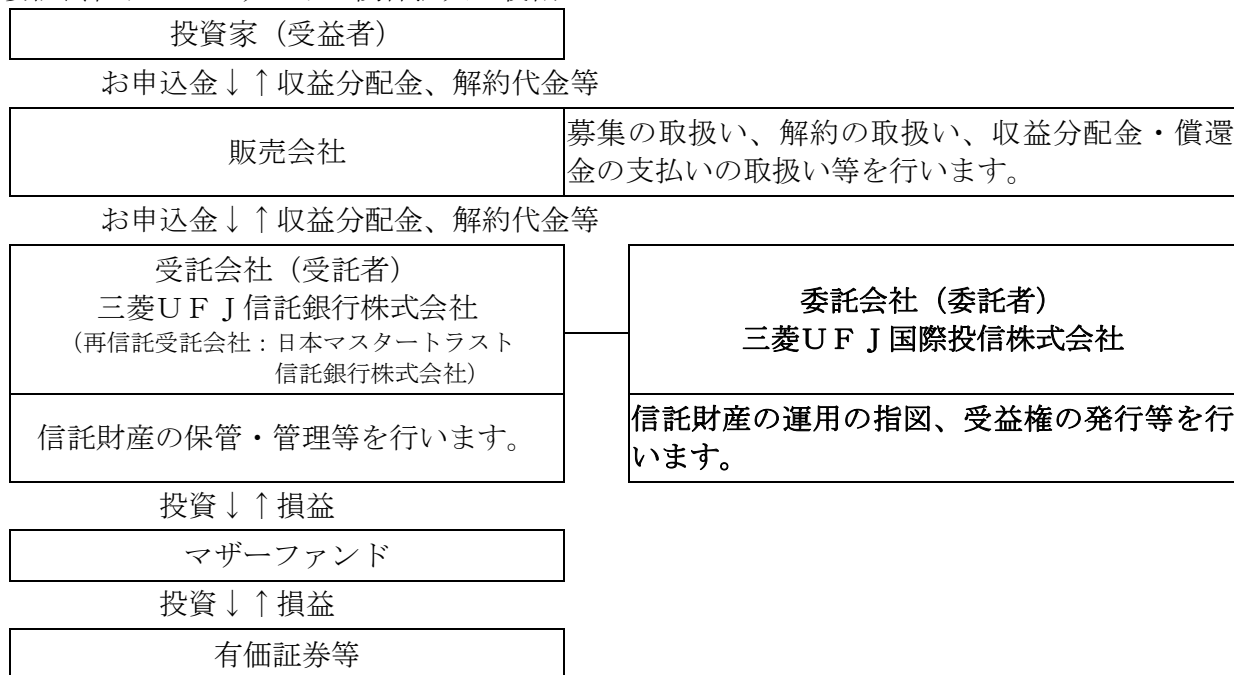 投資家（受益者）
お申込金↓↑収益分配金、解約代金等
販売会社
募集の取扱い、解約の取扱い、収益分配金・償還
金の支払いの取扱い等を行います。
お申込金↓↑収益分配金、解約代金等
受託会社（受託者）
三菱ＵＦＪ信託銀行株式会社
（再信託受託会社：日本マスタートラスト
信託銀行株式会社）
信託財産の保管・管理等を行います。
委託会社（委託者）
三菱ＵＦＪ国際投信株式会社
信託財産の運用の指図、受益権の発行等を行
います。
投資↓↑損益
マザーファンド
投資↓↑損益
有価証券等